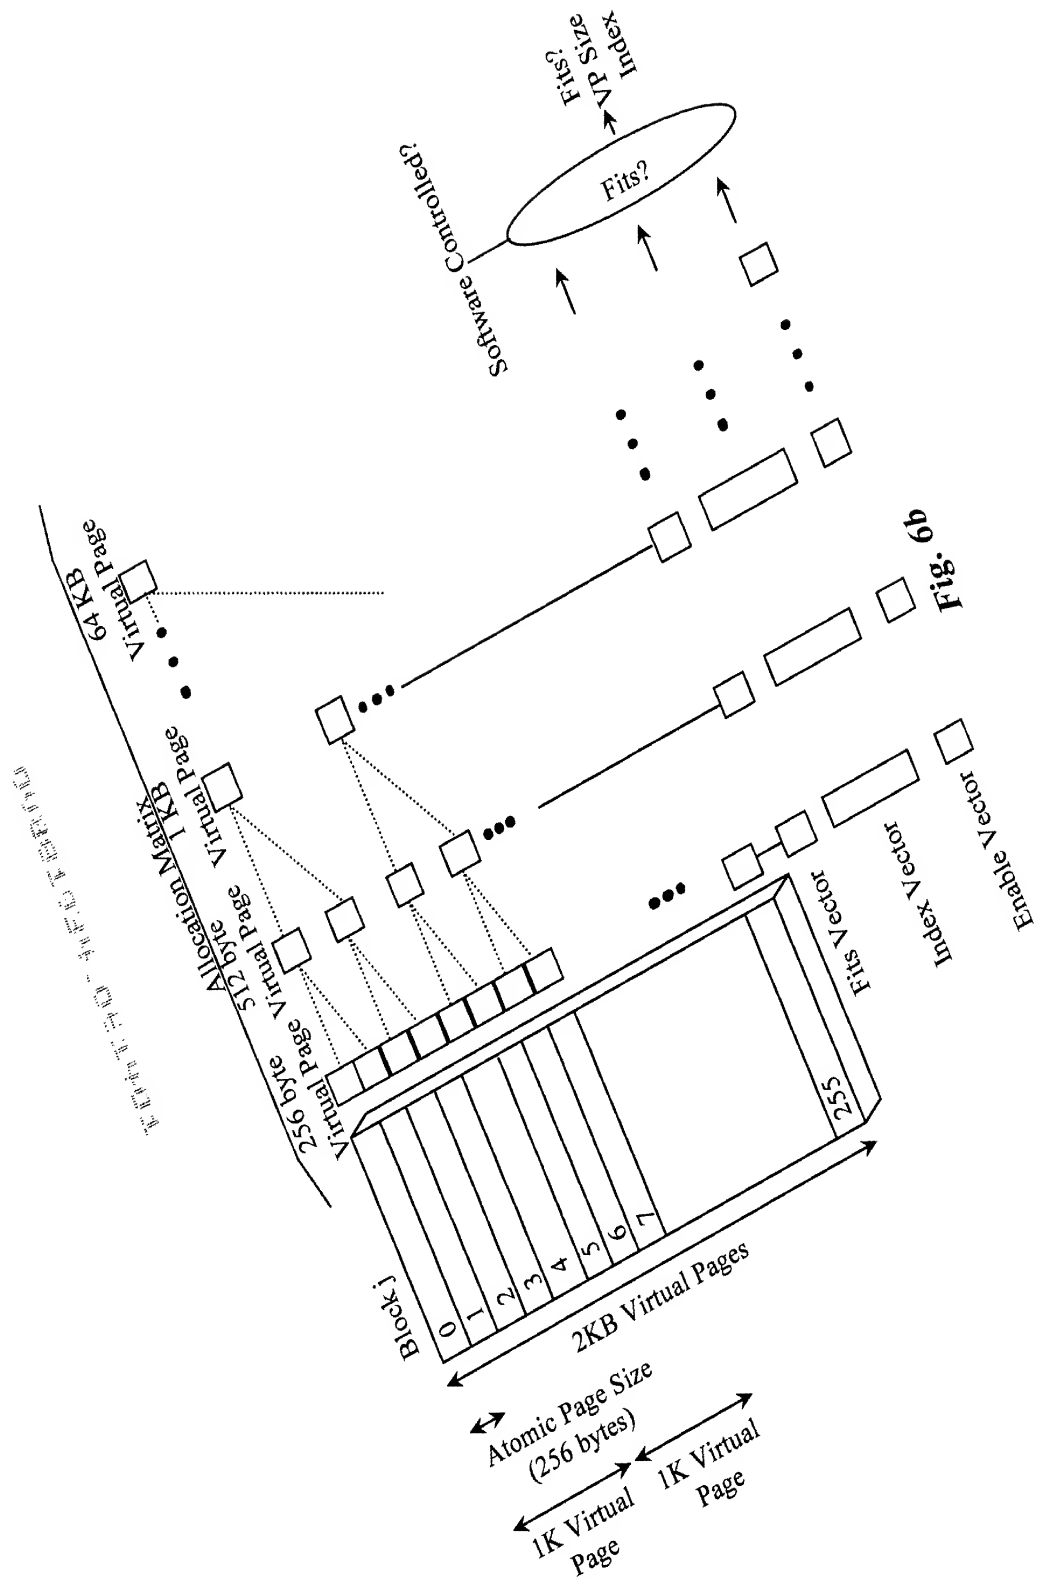 Allocation Matrix
256 byte
Virtual Page
512 byte
Virtual Page
1 KB
Virtual Page
64 KB
Virtual Page
Block j
0
1
2
3
4
5
6
7
255
2KB Virtual Pages
Atomic Page Size
(256 bytes)
1K Virtual
Page
1K Virtual
Page
Fits Vector
Index Vector
Enable Vector
Software Controlled?
Fits?
Fits?
VP Size
Index
Fig. 6b